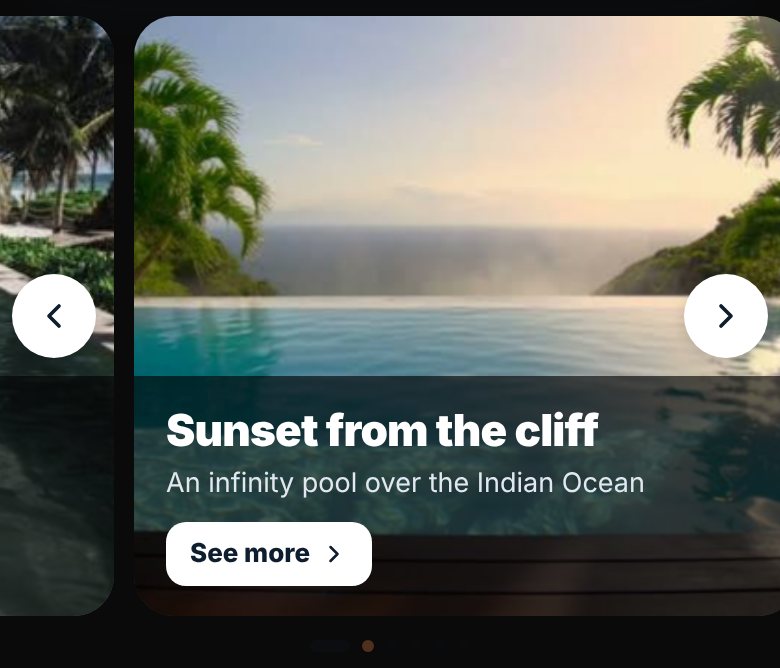 Sunset from the cliff
An infinity pool over the Indian Ocean
See more